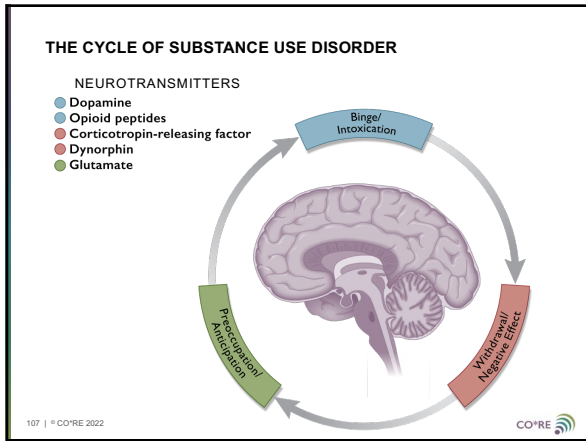 THE CYCLE OF SUBSTANCE USE DISORDER
NEUROTRANSMITTERS
Dopamine
Opioid peptides
Corticotropin-releasing factor
Dynorphin
Glutamate
Binge/
Intoxication
Withdrawal/
Negative Effect
Preoccupation/
Anticipation
107 | © CO*RE 2022
CO*RE